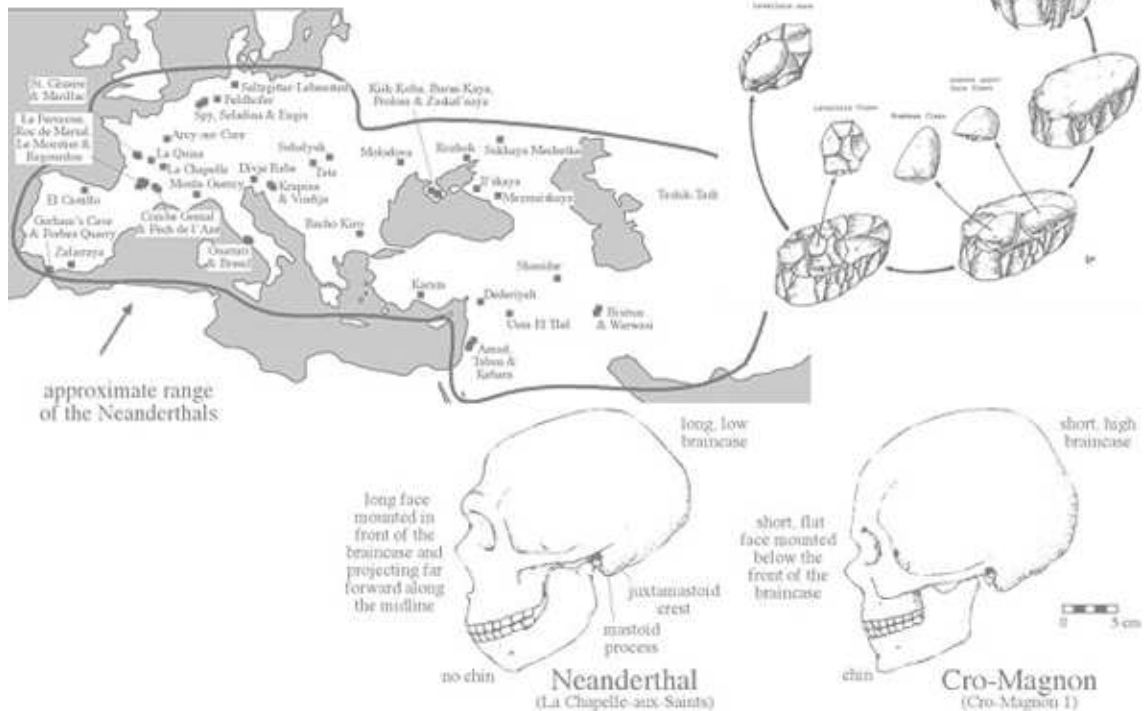 St. Césaire
& Marillac
La Ferrassie,
Roc de Marsal,
Le Moustier &
Regourdou
Salzgitter-Lebenstedt
Feldhofer
Spy, Scladina & Engis
Arcy-sur-Cure
La Quina
La Chapelle
Moula-Guercy
El Castillo
Gorham's Cave
& Forbes Quarry
Zafarraya
Combe Grenal
& Pech de l'Azé
Guattari
& Breuil
Divje Baba
Subalyuk
Tata
Krapina
& Vindija
Bacho Kiro
Kiik Koba, Buran Kaya,
Prolom & Zaskal'naya
Molodova
Rozhok
Sukhaya Mechetka
Il'skaya
Mezmaiskaya
Teshik Tash
Karain
Dederiyeh
Shanidar
Umm El Tlel
Bisitun
& Warwasi
Amud,
Tabun &
Kebara
approximate range
of the Neanderthals
long, low
braincase
long face
mounted in
front of the
braincase and
projecting far
forward along
the midline
juxtamastoid
crest
mastoid
process
no chin
Neanderthal
(La Chapelle-aux-Saints)
short, high
braincase
short, flat
face mounted
below the
front of the
braincase
0 5 cm
chin
Cro-Magnon
(Cro-Magnon 1)